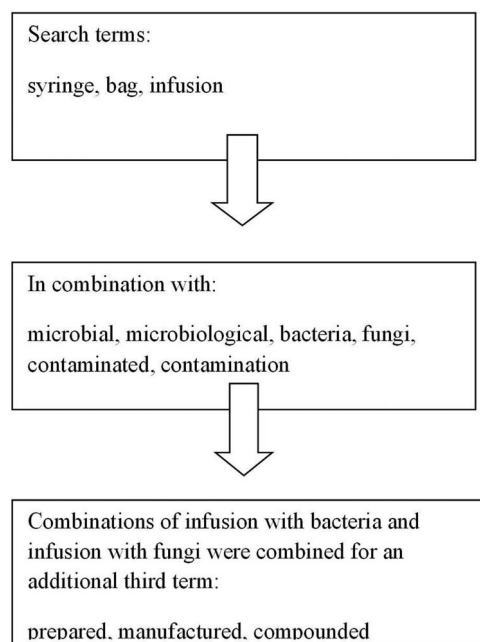 Search terms:
syringe, bag, infusion
In combination with:
microbial, microbiological, bacteria, fungi,
contaminated, contamination
Combinations of infusion with bacteria and
infusion with fungi were combined for an
additional third term:
prepared, manufactured, compounded